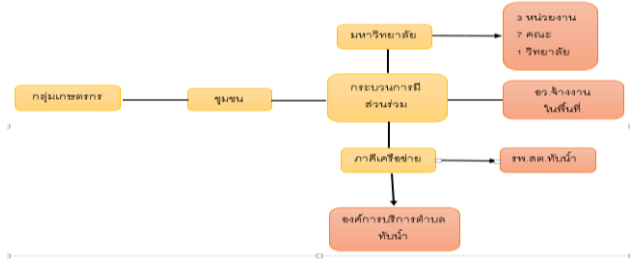 3 หน่วยงาน
7 คณะ
1 วิทยาลัย
มหาวิทยาลัย
กระบวนการมี
ส่วนร่วม
กลุ่มเกษตรกร
ชุมชน
อว.จ้างงาน
ในพื้นที่
ภาคีเครือข่าย
รพ.สต.ทับน้ำ
องค์การบริการตำบล
ทับน้ำ